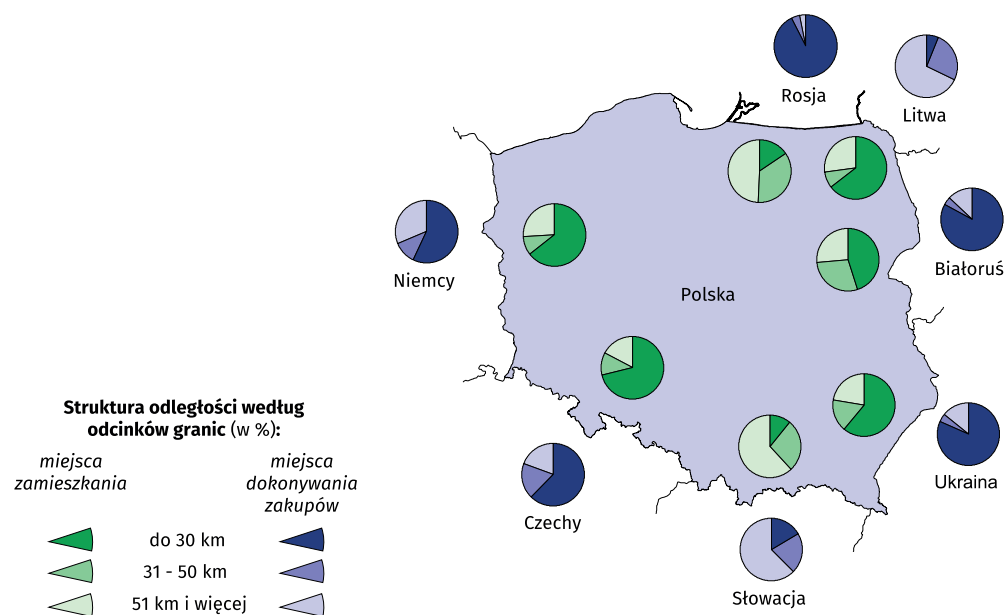 Rosja
Litwa
Białoruś
Niemcy
Polska
Struktura odległości według
odcinków granic (w %):
miejsca
zamieszkania
miejsca
dokonywania
zakupów
do 30 km
31 - 50 km
51 km i więcej
Czechy
Ukraina
Słowacja